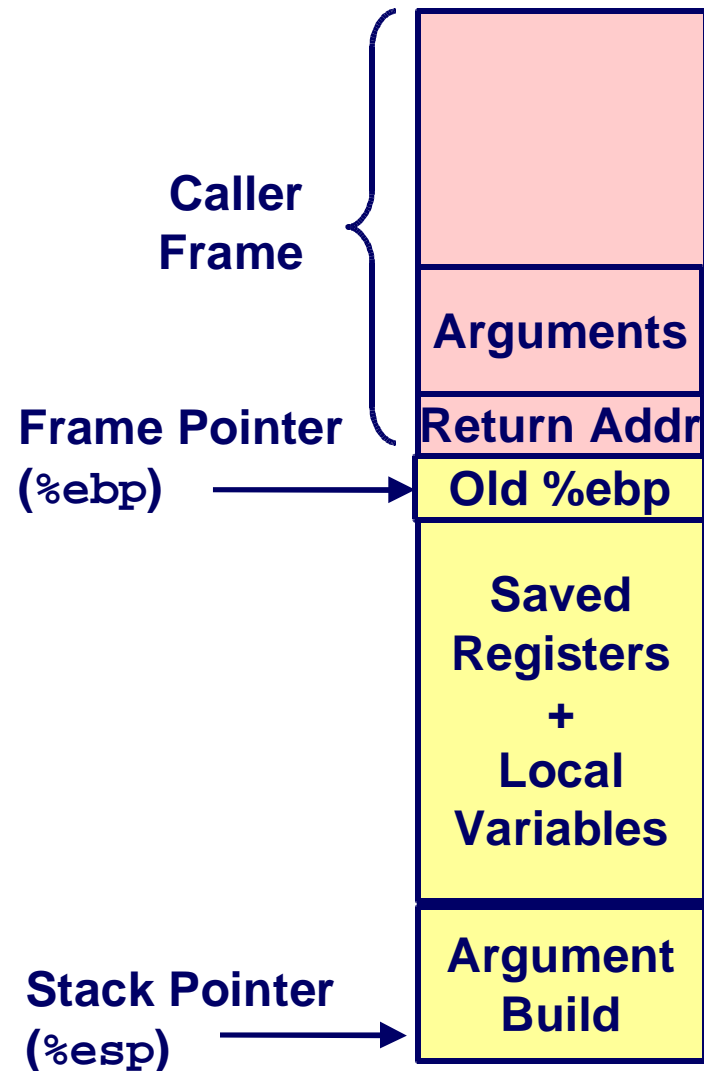 Caller
Frame
Arguments
Frame Pointer
(%ebp)
Return Addr
Old %ebp
Saved
Registers
+
Local
Variables
Argument
Build
Stack Pointer
(%esp)